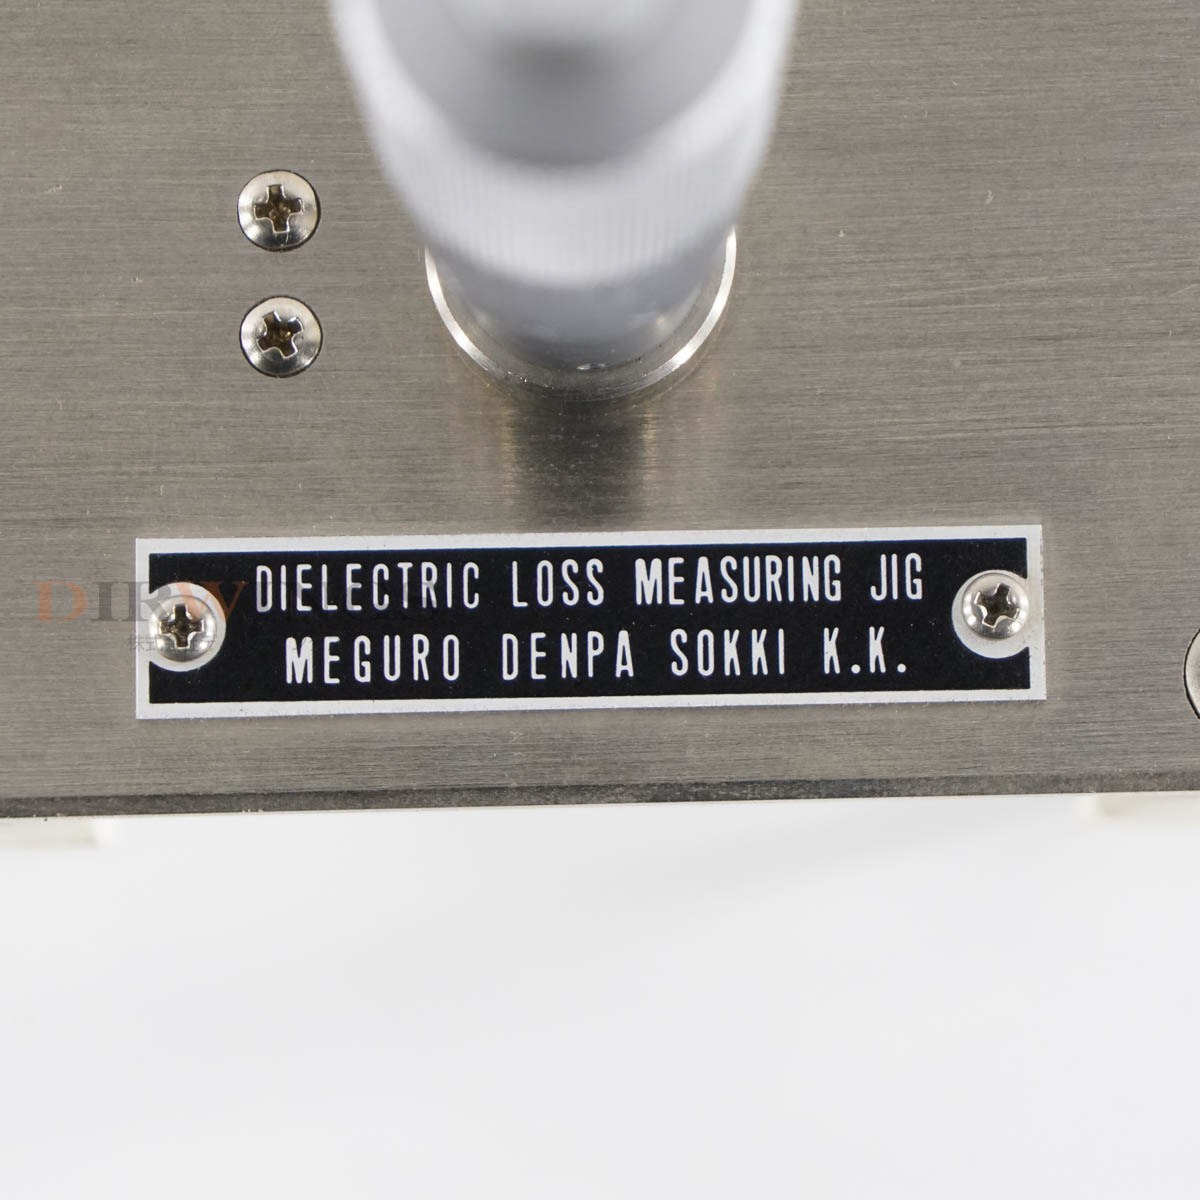 DIELECTRIC LOSS MEASURING JIG
MEGURO DENPA SOKKI K.K.